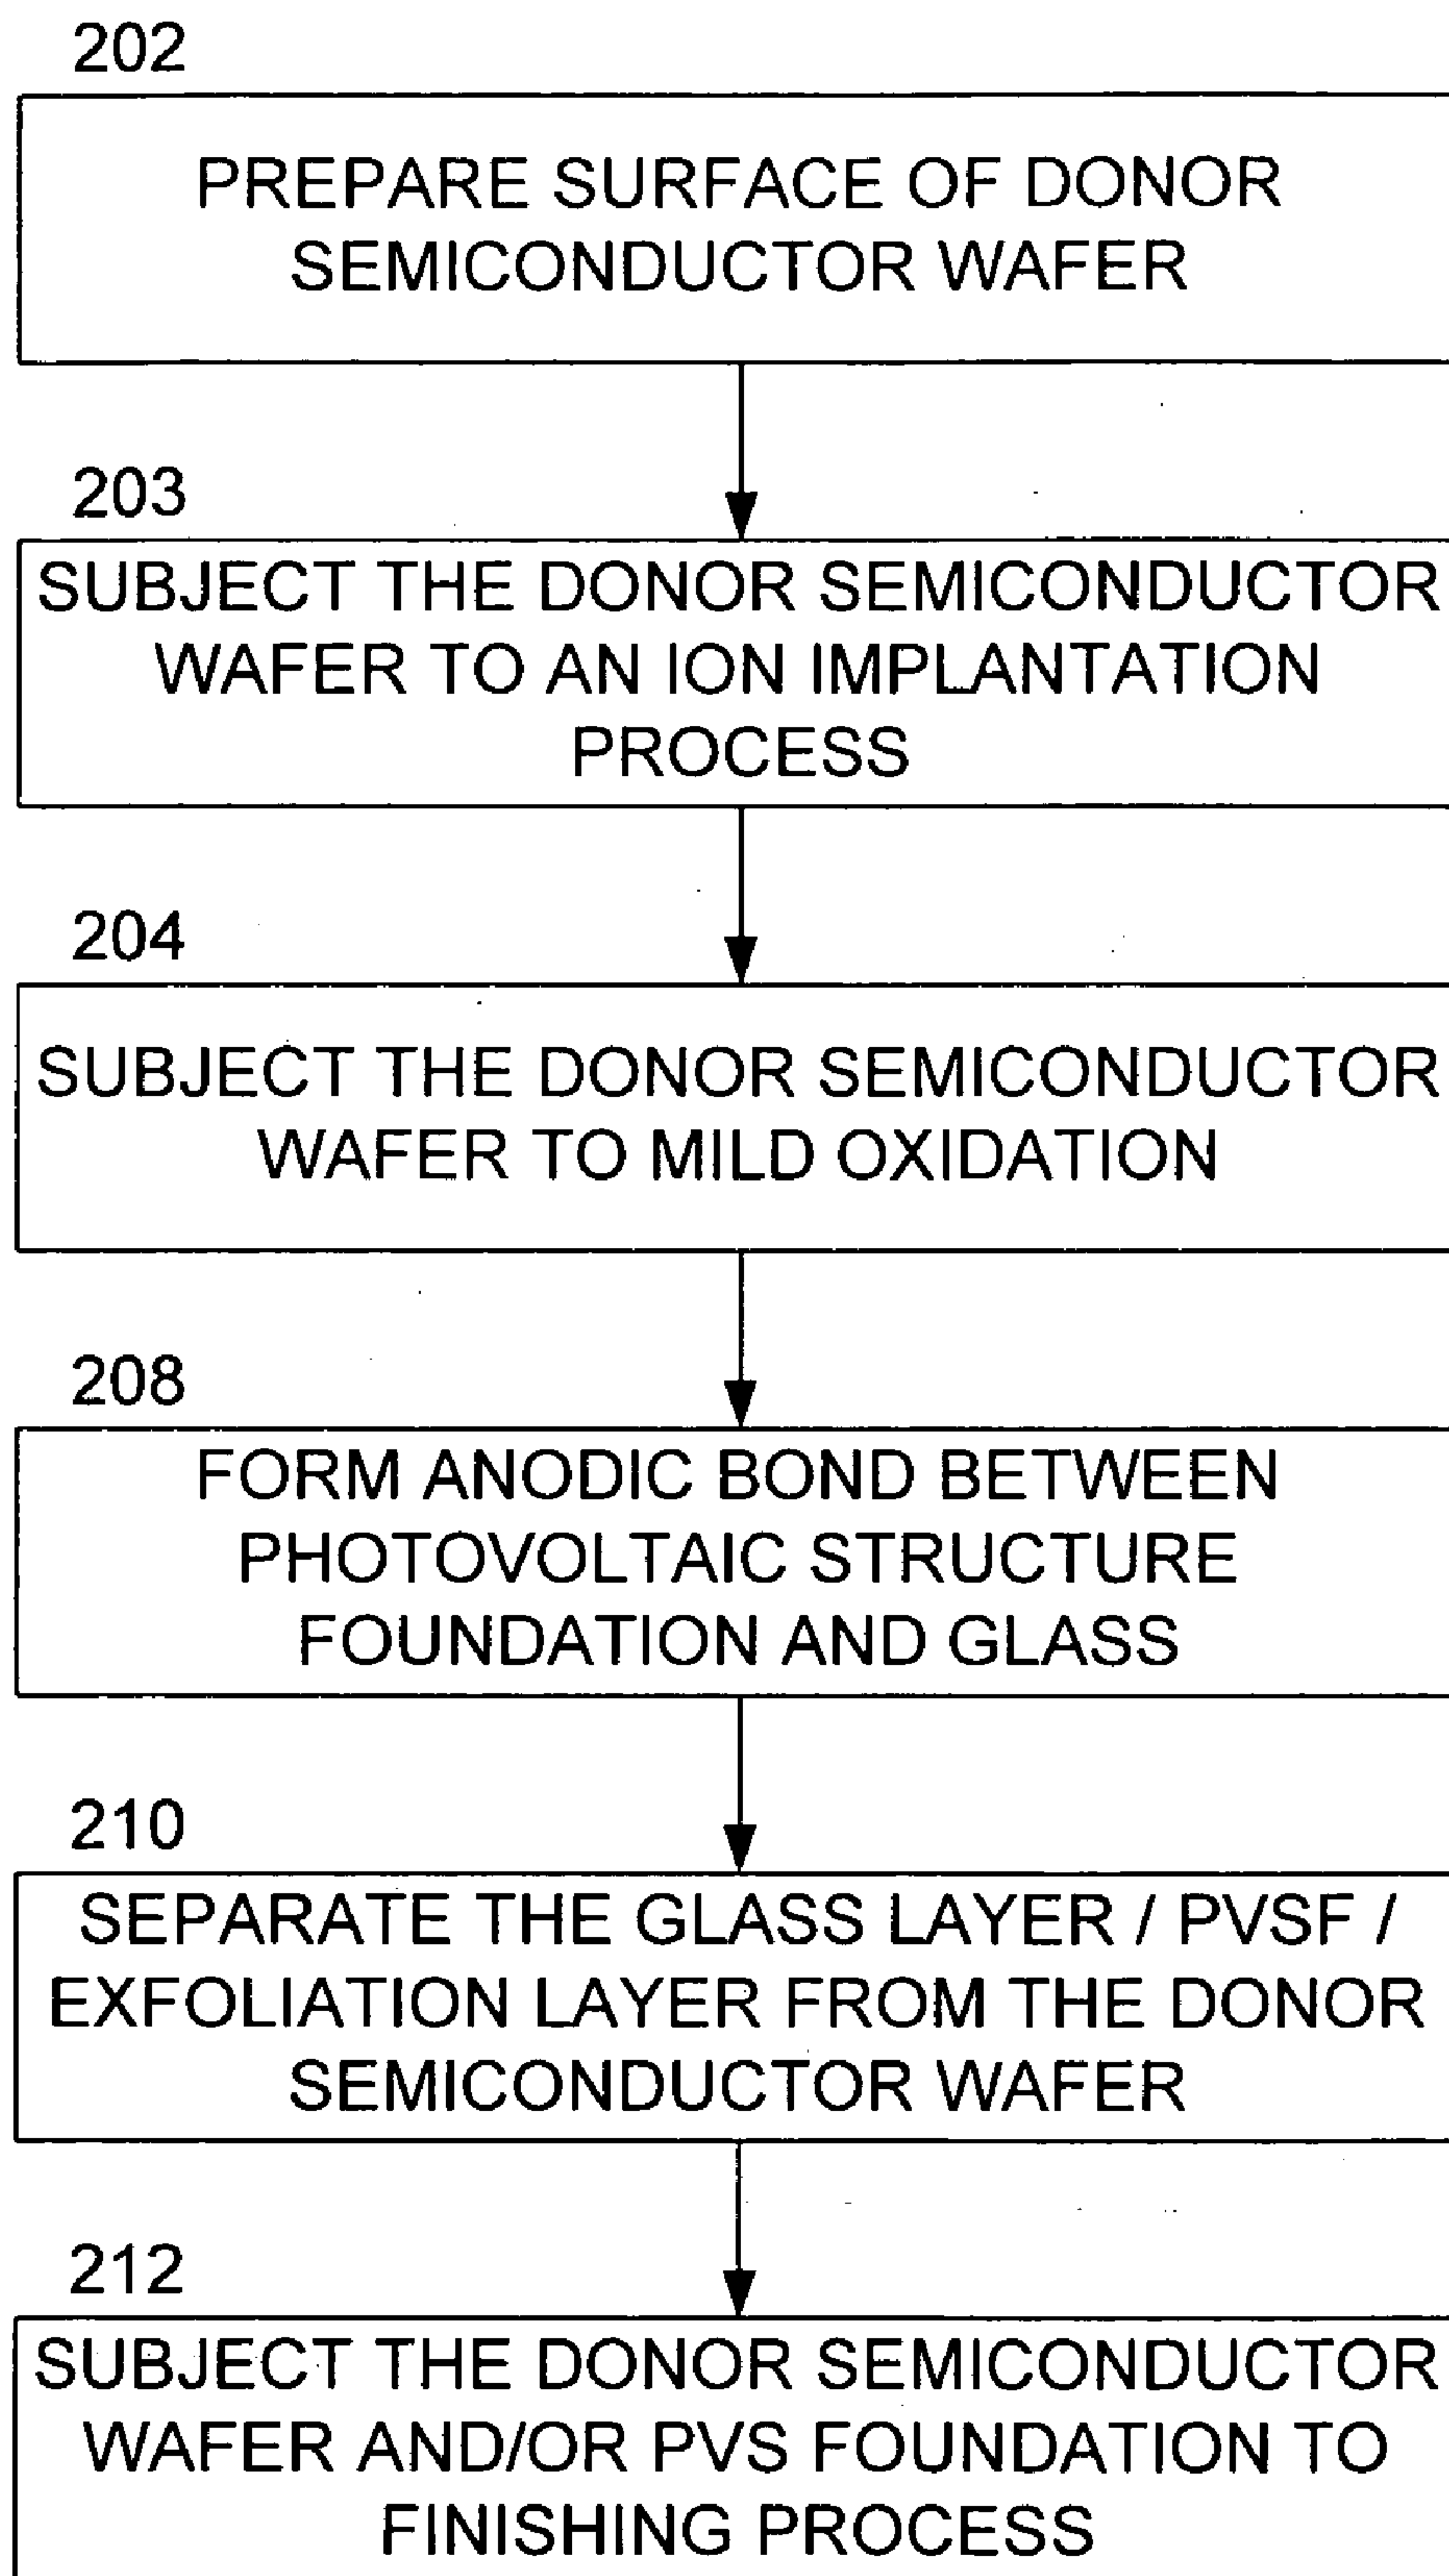 202
PREPARE SURFACE OF DONOR
SEMICONDUCTOR WAFER
203
SUBJECT THE DONOR SEMICONDUCTOR
WAFER TO AN ION IMPLANTATION
PROCESS
204
SUBJECT THE DONOR SEMICONDUCTOR
WAFER TO MILD OXIDATION
208
FORM ANODIC BOND BETWEEN
PHOTOVOLTAIC STRUCTURE
FOUNDATION AND GLASS
210
SEPARATE THE GLASS LAYER / PVSF /
EXFOLIATION LAYER FROM THE DONOR
SEMICONDUCTOR WAFER
212
SUBJECT THE DONOR SEMICONDUCTOR
WAFER AND/OR PVS FOUNDATION TO
FINISHING PROCESS